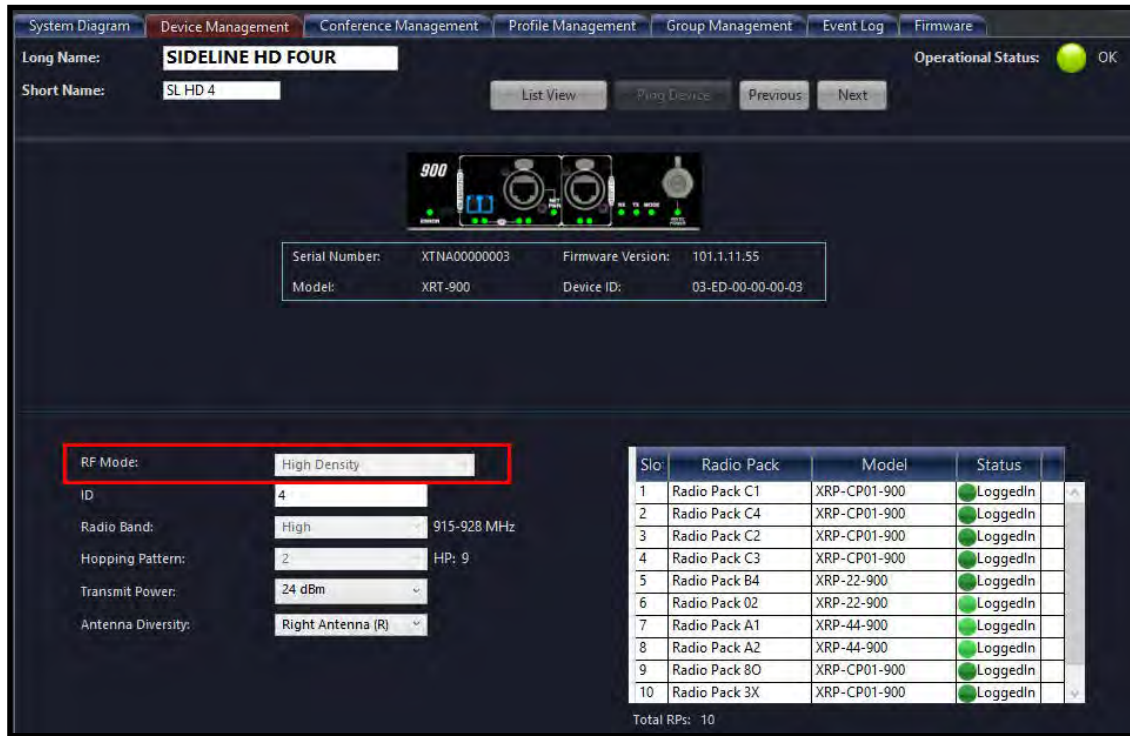 System Diagram Device Management Conference Management Profile Management Group Management Event Log Firmware
Long Name: SIDELINE HD FOUR Operational Status: OK
Short Name: SL HD 4 List View Ping Device Previous Next
900
ERROR NET PWR RX TX MODE
Serial Number: XTNA00000003 Firmware Version: 101.1.11.55
Model: XRT-900 Device ID: 03-ED-00-00-00-03
RF Mode: High Density
ID 4
Radio Band: High 915-928 MHz
Hopping Pattern: 2 HP: 9
Transmit Power: 24 dBm
Antenna Diversity: Right Antenna (R)
Slo Radio Pack Model Status
1 Radio Pack C1 XRP-CP01-900 LoggedIn
2 Radio Pack C4 XRP-CP01-900 LoggedIn
3 Radio Pack C2 XRP-CP01-900 LoggedIn
4 Radio Pack C3 XRP-CP01-900 LoggedIn
5 Radio Pack B4 XRP-22-900 LoggedIn
6 Radio Pack 02 XRP-22-900 LoggedIn
7 Radio Pack A1 XRP-44-900 LoggedIn
8 Radio Pack A2 XRP-44-900 LoggedIn
9 Radio Pack 8O XRP-CP01-900 LoggedIn
10 Radio Pack 3X XRP-CP01-900 LoggedIn
Total RPs: 10